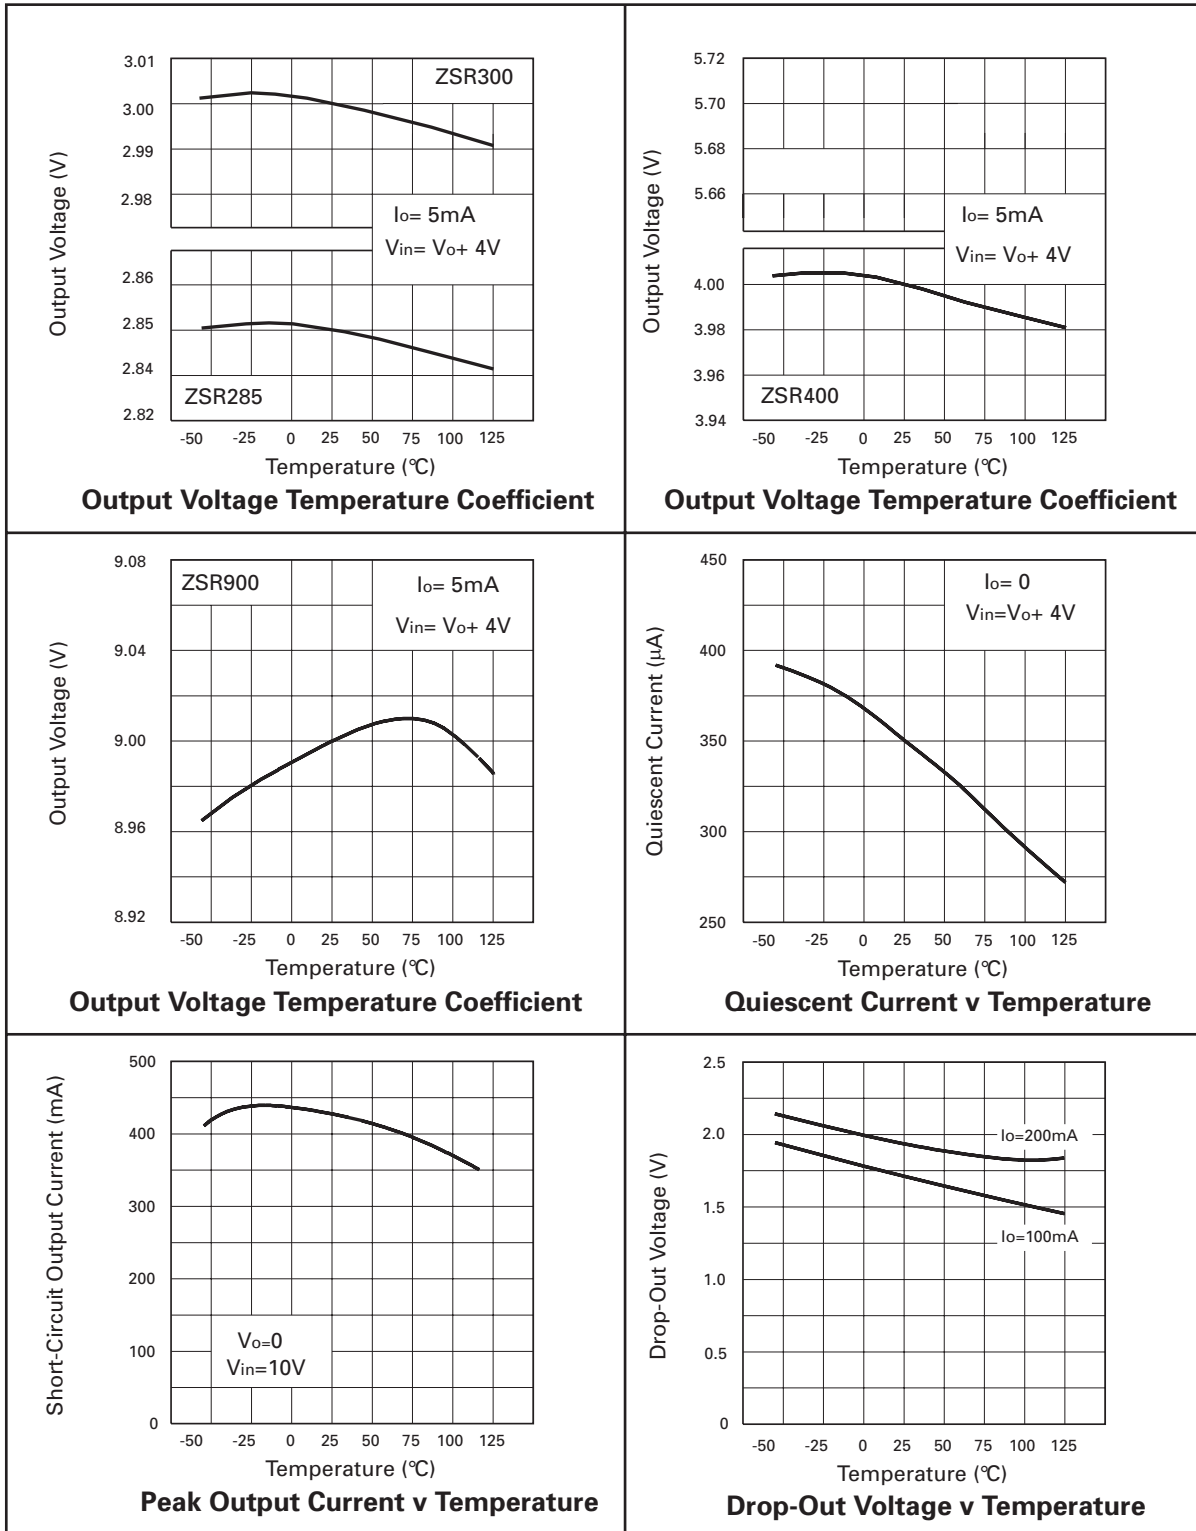 3.01
3.00
2.99
2.98
2.86
2.85
2.84
2.82
Output Voltage (V)
Output Voltage (V)
ZSR300
Io= 5mA
Vin= Vo+ 4V
ZSR285
-50 -25 0 25 50 75 100 125
Temperature (°C)
Output Voltage Temperature Coefficient
5.72
5.70
5.68
5.66
4.00
3.98
3.96
3.94
Output Voltage (V)
Io= 5mA
Vin= Vo+ 4V
ZSR400
-50 -25 0 25 50 75 100 125
Temperature (°C)
Output Voltage Temperature Coefficient
9.08
9.04
9.00
8.96
8.92
Output Voltage (V)
ZSR900
Io= 5mA
Vin= Vo+ 4V
-50 -25 0 25 50 75 100 125
Temperature (°C)
Output Voltage Temperature Coefficient
450
400
350
300
250
Quiescent Current (µA)
Io= 0
Vin=Vo+ 4V
-50 -25 0 25 50 75 100 125
Temperature (°C)
Quiescent Current v Temperature
500
400
300
200
100
0
Short-Circuit Output Current (mA)
Vo=0
Vin=10V
-50 -25 0 25 50 75 100 125
Temperature (°C)
Peak Output Current v Temperature
2.5
2.0
1.5
1.0
0.5
0
Drop-Out Voltage (V)
Io=200mA
Io=100mA
-50 -25 0 25 50 75 100 125
Temperature (°C)
Drop-Out Voltage v Temperature